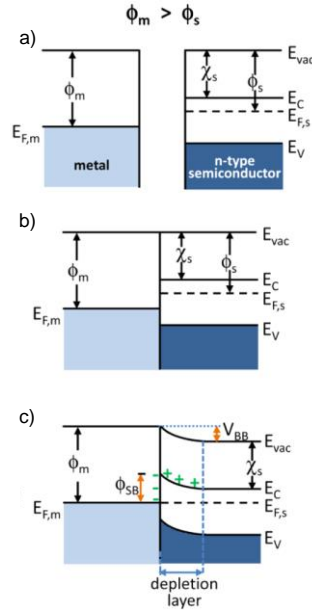 ϕm > ϕs
a)
Evac
χs
ϕs
ϕm
EC
EF,s
EF,m
EV
metal
n-type
semiconductor
b)
Evac
χs
ϕs
ϕm
EC
EF,s
EF,m
EV
c)
VBB
Evac
ϕm
χs
ϕSB
EC
EF,m
EF,s
EV
depletion
layer